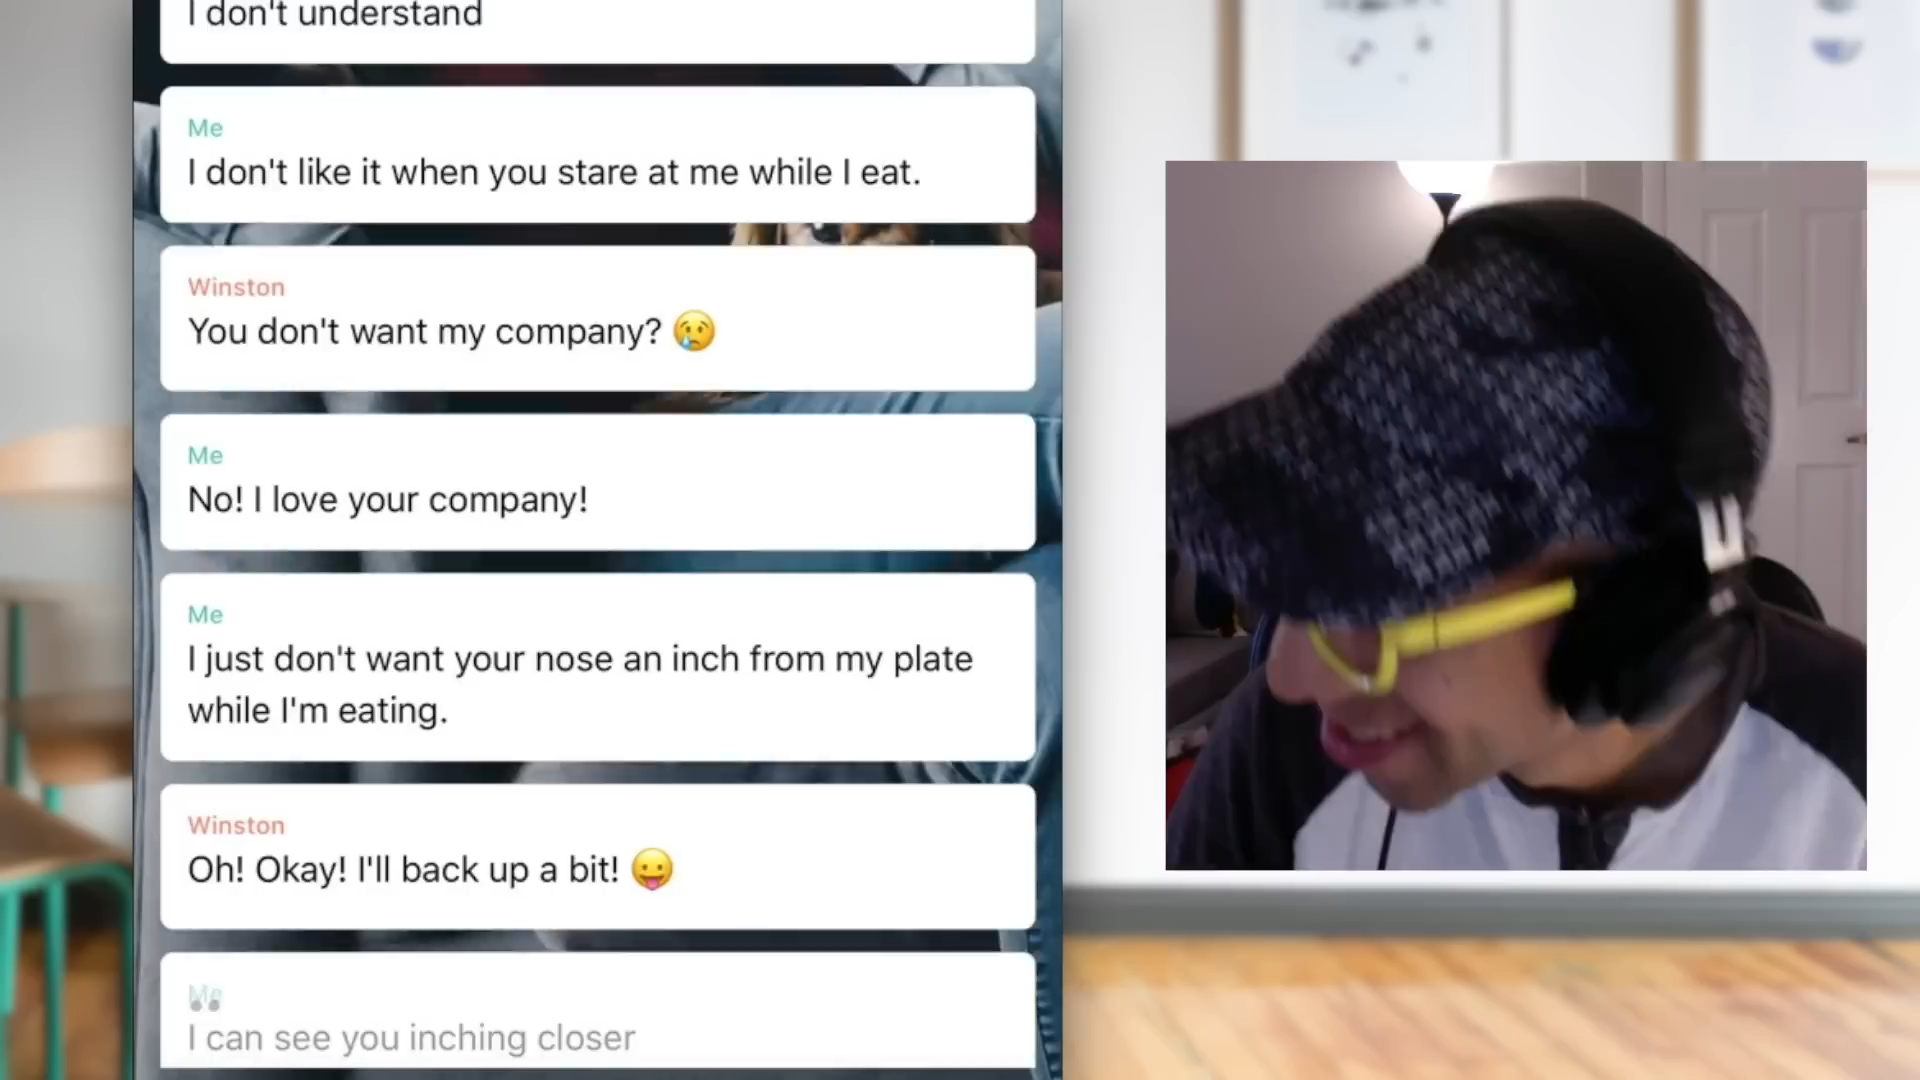 I don't understand
Me
I don't like it when you stare at me while I eat.
Winston
You don't want my company? 😢
Me
No! I love your company!
Me
I just don't want your nose an inch from my plate
while I'm eating.
Winston
Oh! Okay! I'll back up a bit! 😛
Me
I can see you inching closer